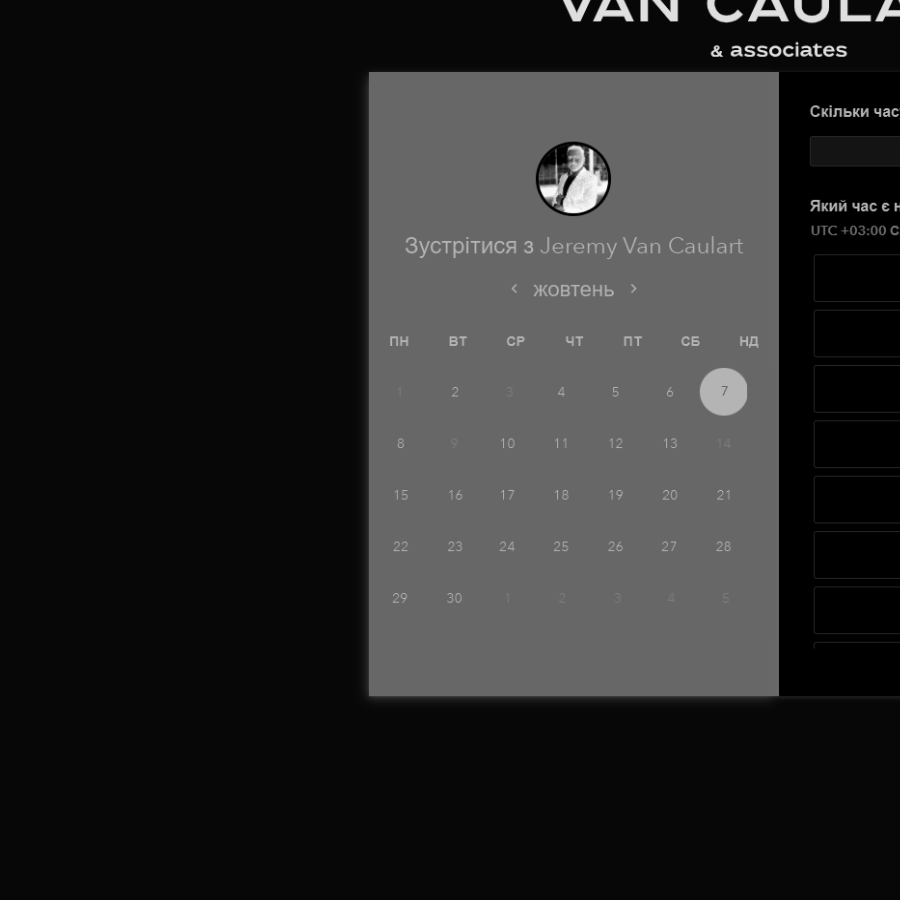 VAN CAULA
& associates
Зустрітися з Jeremy Van Caulart
‹ жовтень ›
ПН ВТ СР ЧТ ПТ СБ НД
1 2 3 4 5 6 7
8 9 10 11 12 13 14
15 16 17 18 19 20 21
22 23 24 25 26 27 28
29 30 1 2 3 4 5
Скільки час
Який час є
UTC +03:00